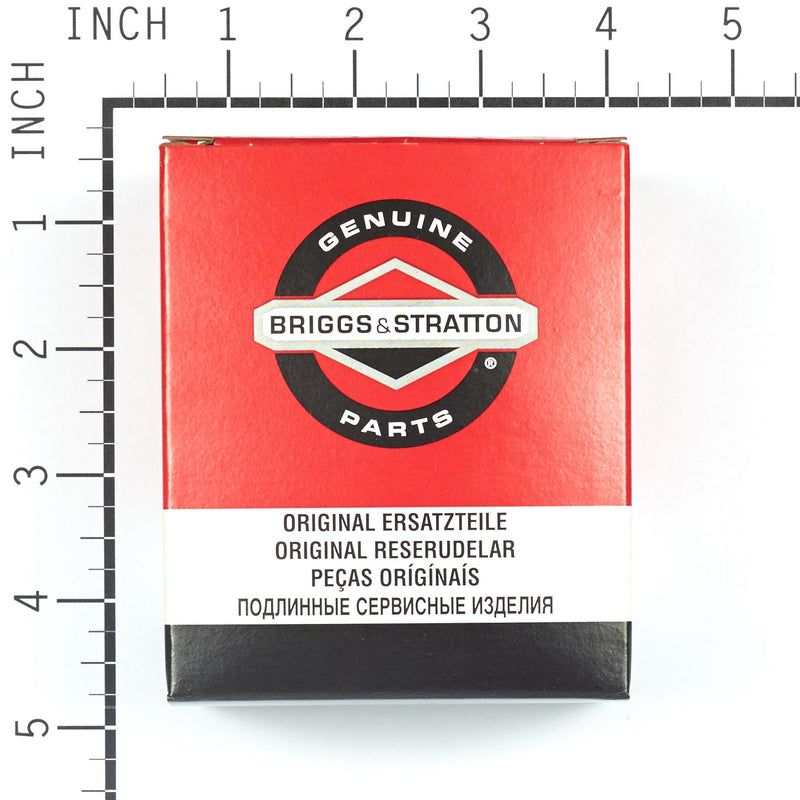 INCH 1 2 3 4 5
INCH
1
2
3
4
5
GENUINE
BRIGGS & STRATTON
®
PARTS
ORIGINAL ERSATZTEILE
ORIGINAL RESERUDELAR
PEÇAS ORÍGÍNAÍS
ПОДЛИННЫЕ СЕРВИСНЫЕ ИЗДЕЛИЯ